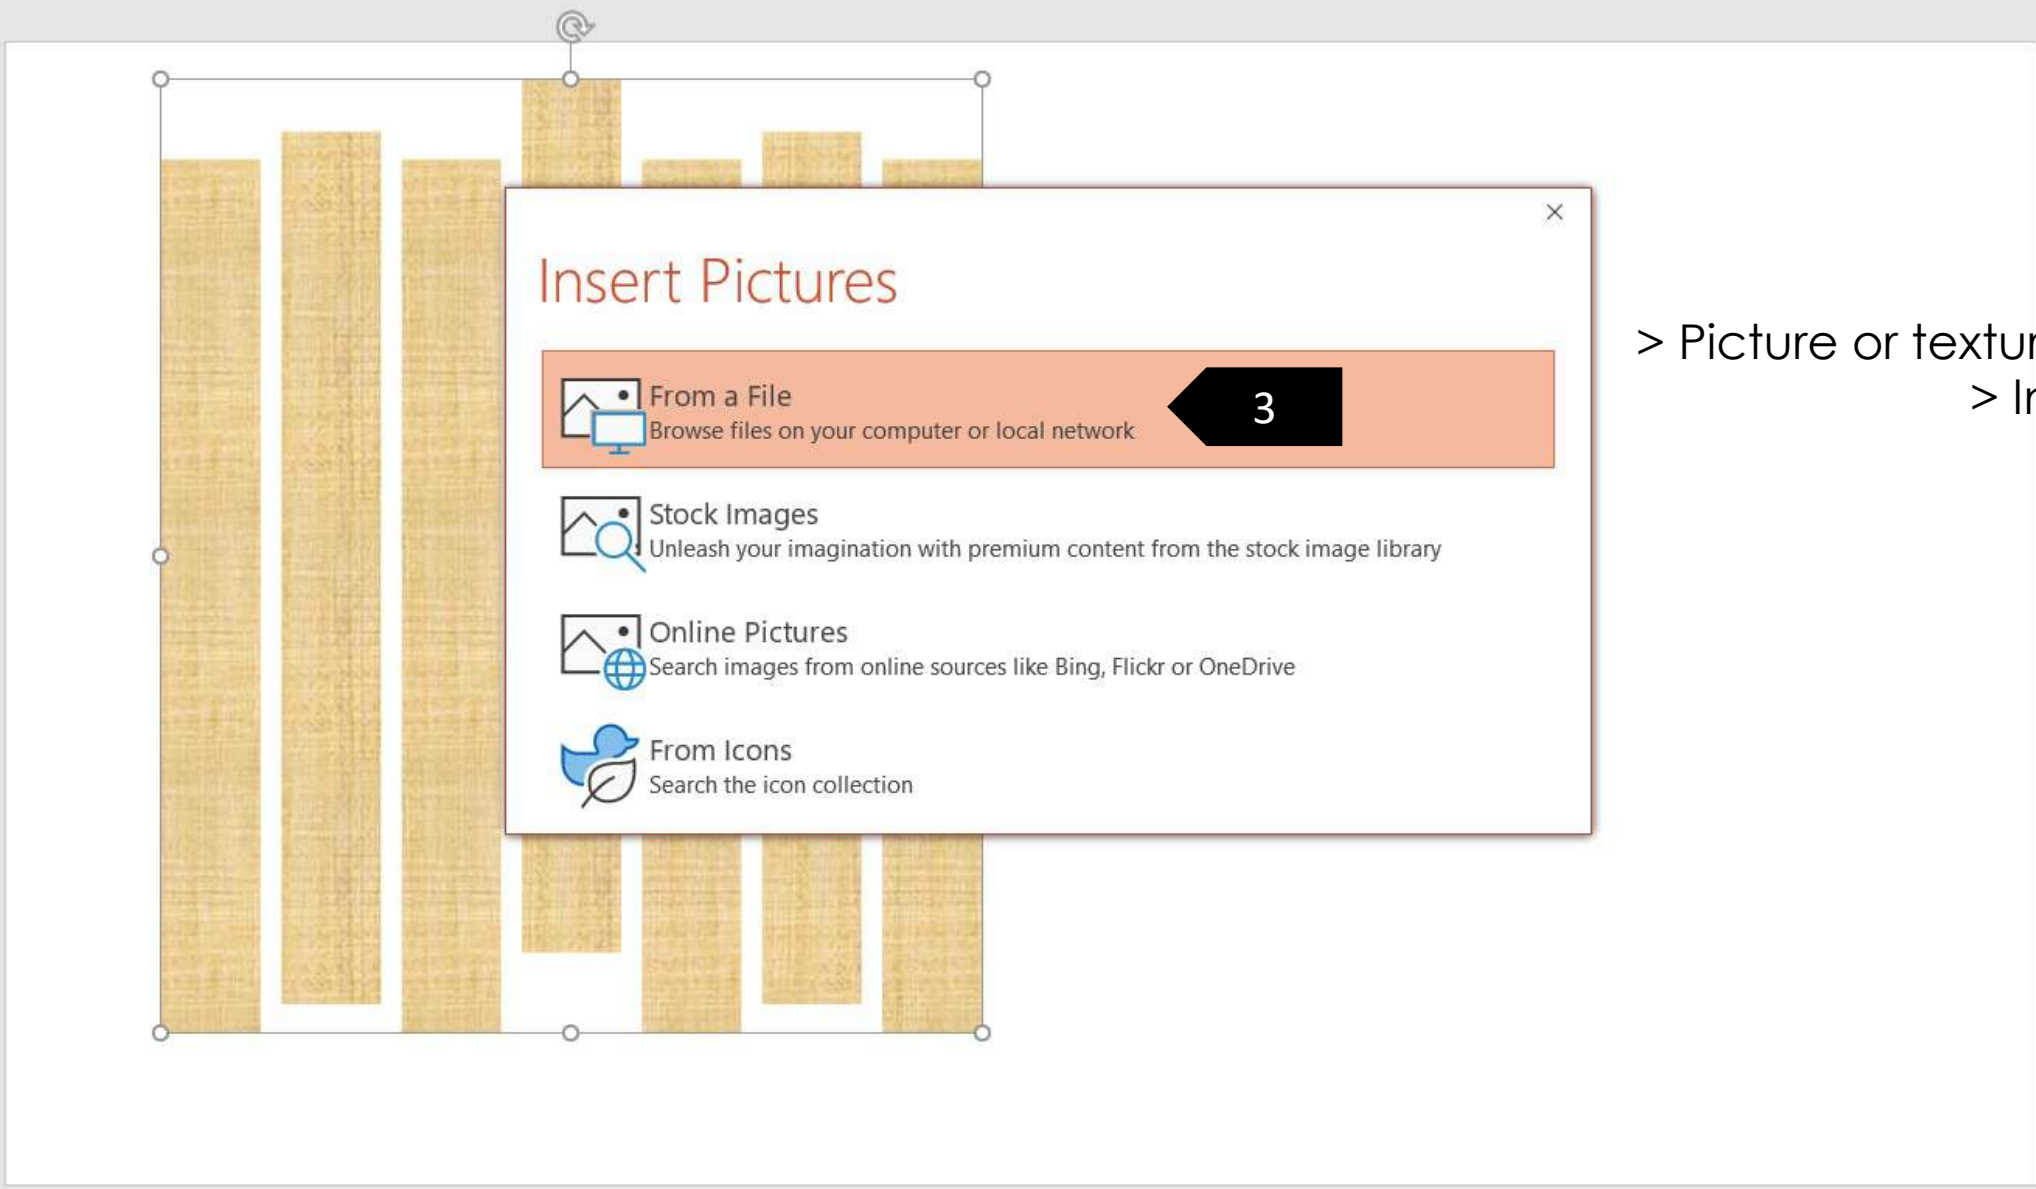 Insert Pictures
From a File
Browse files on your computer or local network
3
Stock Images
Unleash your imagination with premium content from the stock image library
Online Pictures
Search images from online sources like Bing, Flickr or OneDrive
From Icons
Search the icon collection
> Picture or textur
>